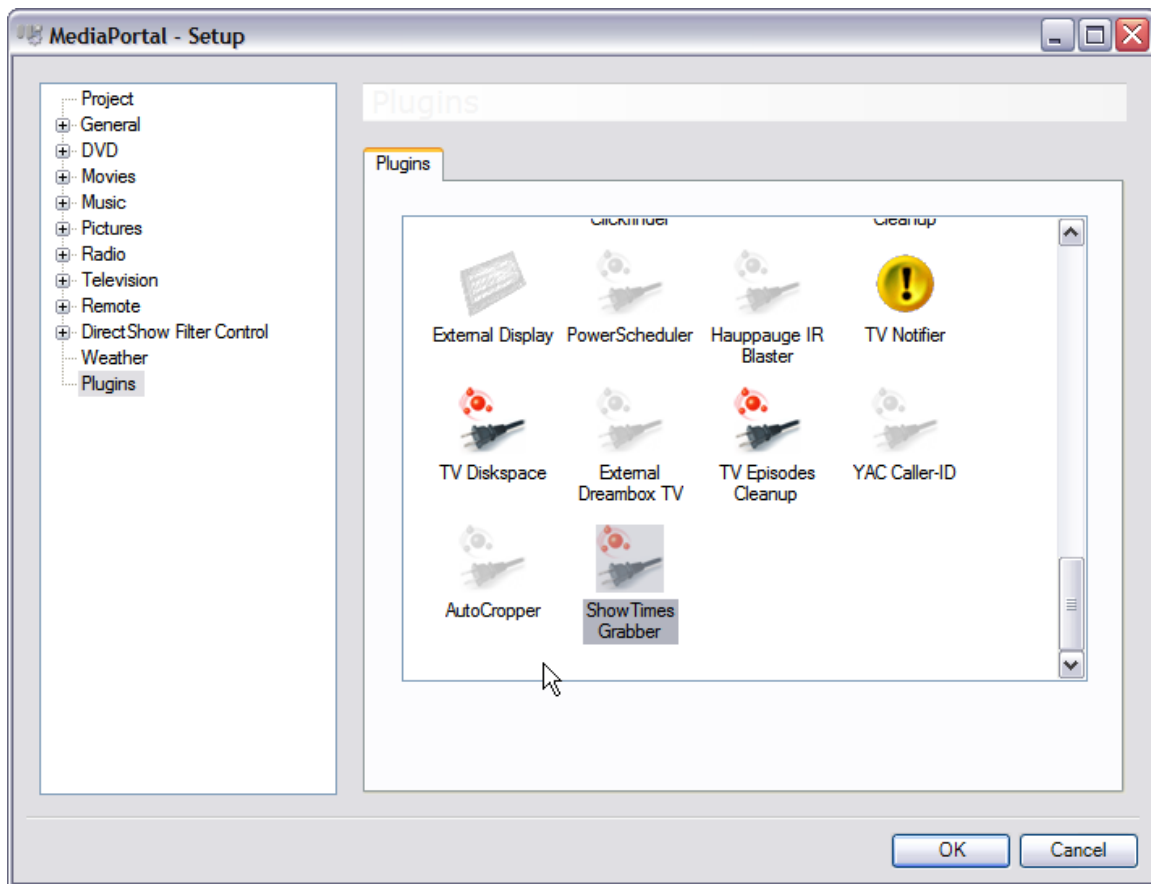 MediaPortal - Setup
Project
General
DVD
Movies
Music
Pictures
Radio
Television
Remote
DirectShow Filter Control
Weather
Plugins
Plugins
Plugins
Clickfinder
Cleanup
External Display
PowerScheduler
Hauppauge IR
Blaster
TV Notifier
TV Diskspace
External
Dreambox TV
TV Episodes
Cleanup
YAC Caller-ID
AutoCropper
ShowTimes
Grabber
OK
Cancel